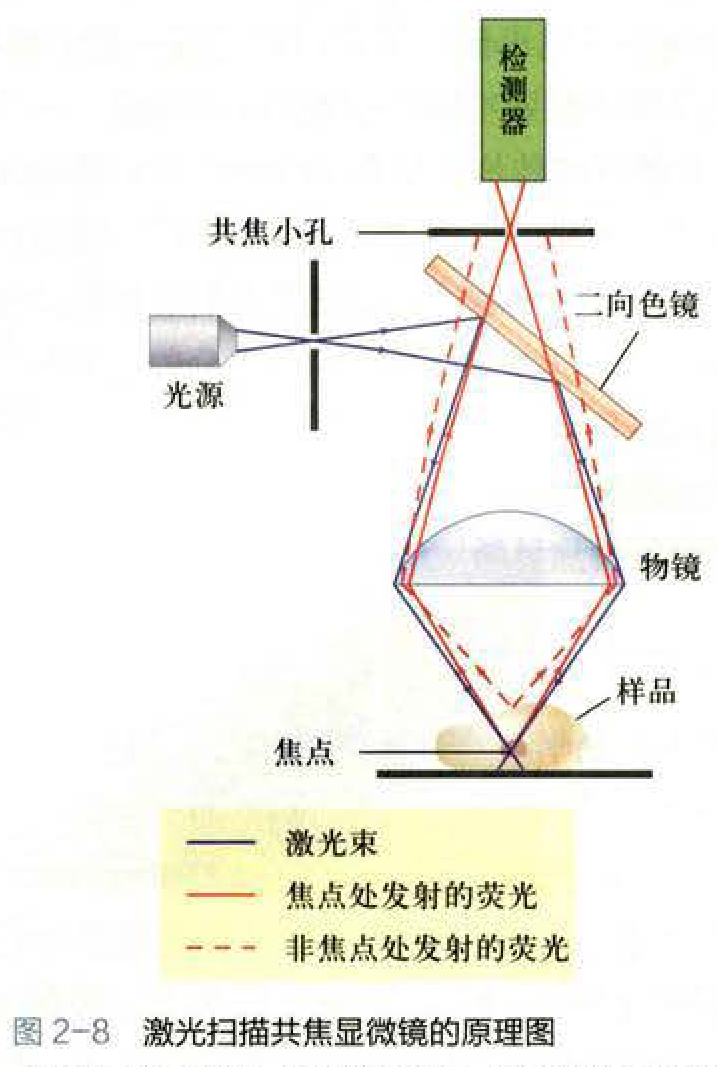 检测器
共焦小孔
二向色镜
光源
物镜
样品
焦点
激光束
焦点处发射的荧光
非焦点处发射的荧光
图 2-8 激光扫描共焦显微镜的原理图